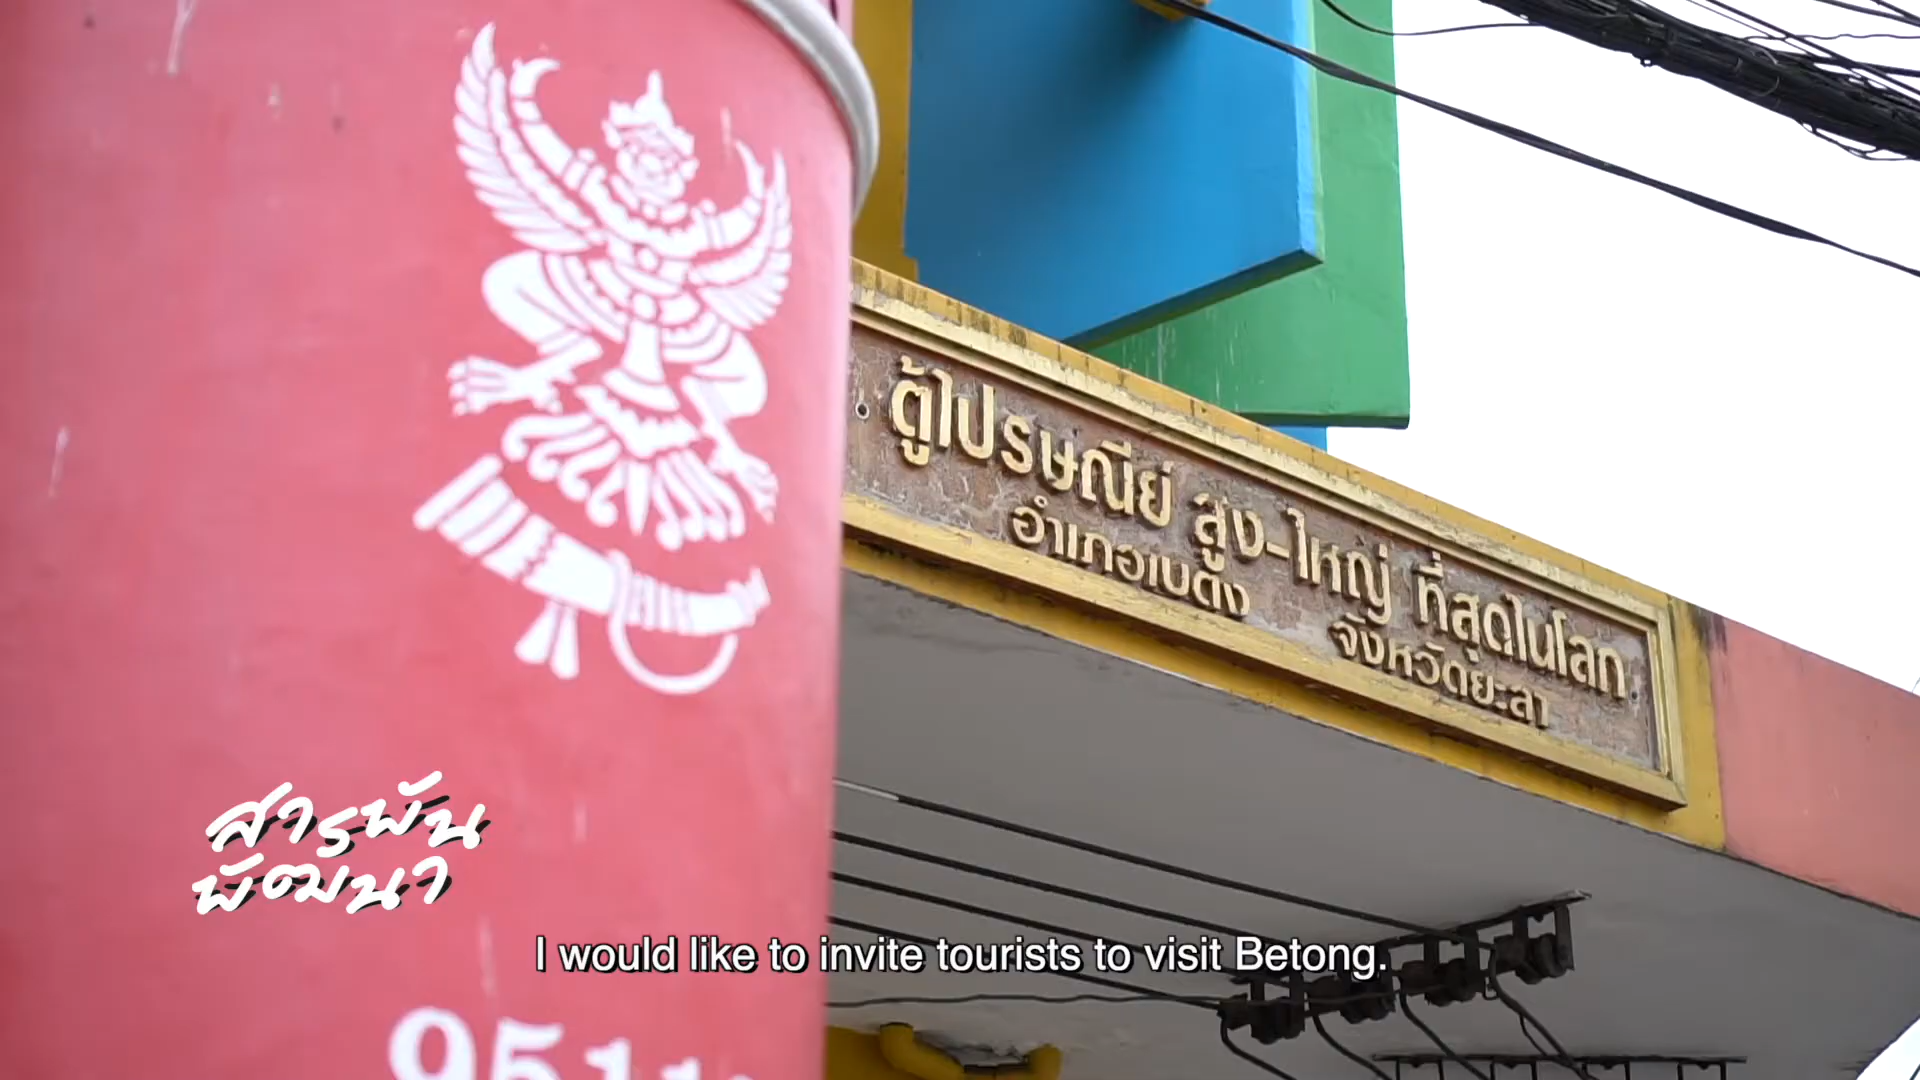 ตู้ไปรษณีย์ สูง-ใหญ่ ที่สุดในโลก
อำเภอเบตง จังหวัดยะลา
สารพัน
พัฒนา
I would like to invite tourists to visit Betong.